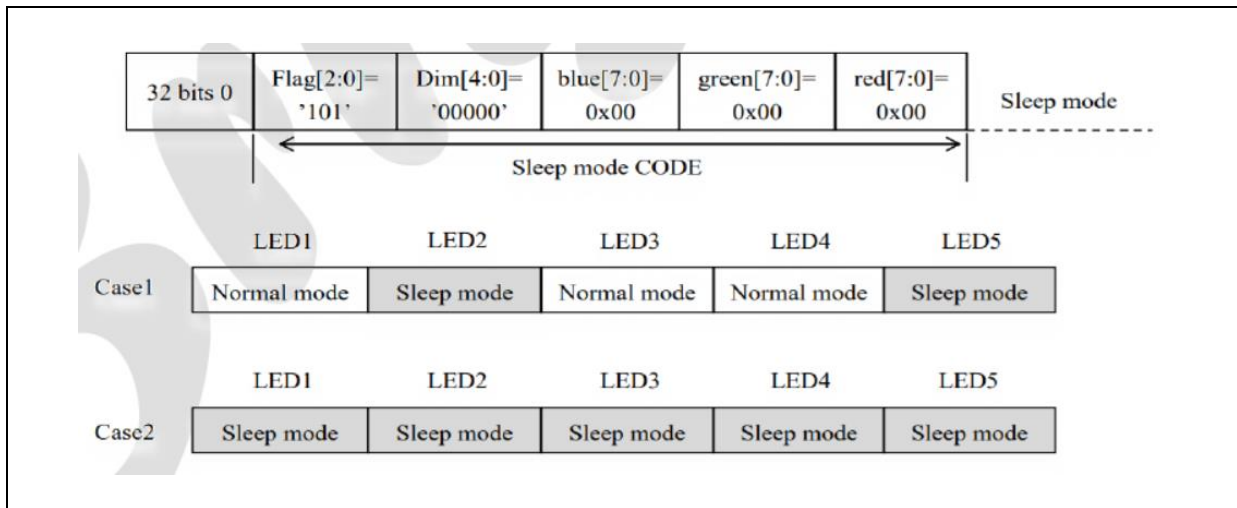 32 bits 0 Flag[2:0]= Dim[4:0]= blue[7:0]= green[7:0]= red[7:0]= Sleep mode
’101’ ’00000’ 0x00 0x00 0x00
Sleep mode CODE
LED1 LED2 LED3 LED4 LED5
Case1 Normal mode Sleep mode Normal mode Normal mode Sleep mode
LED1 LED2 LED3 LED4 LED5
Case2 Sleep mode Sleep mode Sleep mode Sleep mode Sleep mode